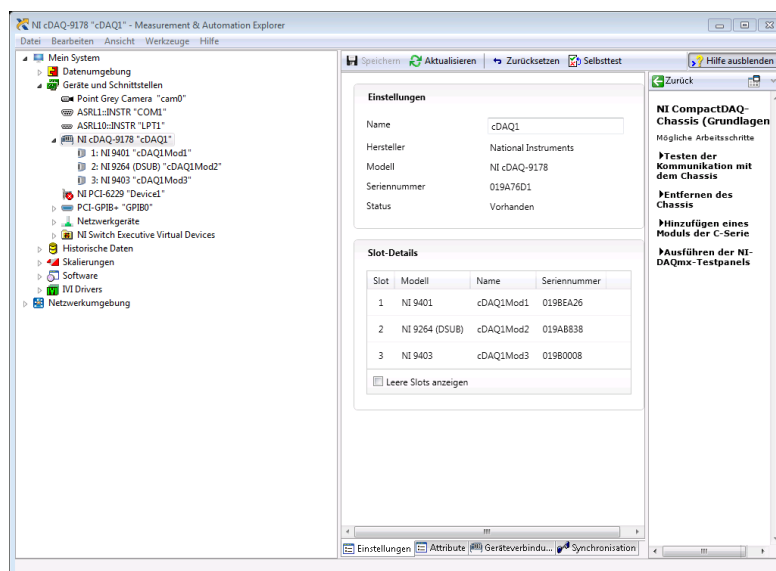 NI cDAQ-9178 "cDAQ1" - Measurement & Automation Explorer
Datei Bearbeiten Ansicht Werkzeuge Hilfe
Mein System
Datenumgebung
Geräte und Schnittstellen
Point Grey Camera "cam0"
ASRL1::INSTR "COM1"
ASRL10::INSTR "LPT1"
NI cDAQ-9178 "cDAQ1"
1: NI 9401 "cDAQ1Mod1"
2: NI 9264 (DSUB) "cDAQ1Mod2"
3: NI 9403 "cDAQ1Mod3"
NI PCI-6229 "Device1"
PCI-GPIB+ "GPIB0"
Netzwerkgeräte
NI Switch Executive Virtual Devices
Historische Daten
Skalierungen
Software
IVI Drivers
Netzwerkumgebung
Speichern Aktualisieren Zurücksetzen Selbsttest Hilfe ausblenden
Einstellungen
Name cDAQ1
Hersteller National Instruments
Modell NI cDAQ-9178
Seriennummer 019A76D1
Status Vorhanden
Slot-Details
Slot Modell Name Seriennummer
1 NI 9401 cDAQ1Mod1 019BEA26
2 NI 9264 (DSUB) cDAQ1Mod2 019AB838
3 NI 9403 cDAQ1Mod3 019B0008
Leere Slots anzeigen
Einstellungen Attribute Geräteverbindu... Synchronisation
Zurück
NI CompactDAQ-
Chassis (Grundlagen
Mögliche Arbeitsschritte
Testen der
Kommunikation mit
dem Chassis
Entfernen des
Chassis
Hinzufügen eines
Moduls der C-Serie
Ausführen der NI-
DAQmx-Testpanels